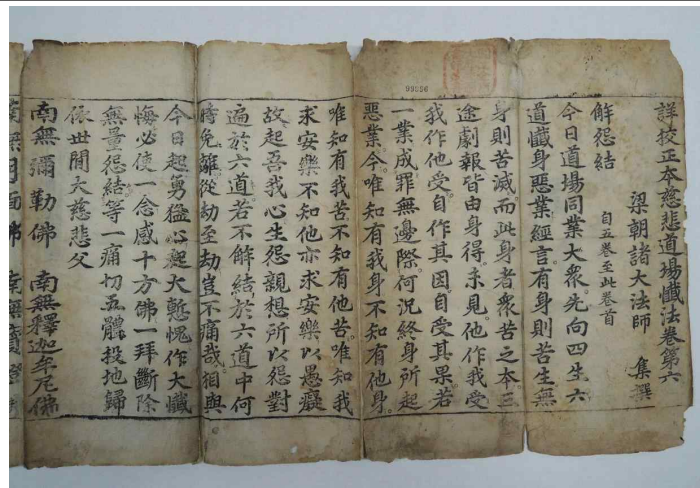 詳校正本慈悲道場懺法卷第六
梁朝諸大法師　集撰
解怨結　自五卷至此卷首
今日道場同業大衆先向四生六
道懺身惡業經言有身則苦生無
身則苦滅而此身者衆苦之本三
途劇報皆由身得未見他作我受
我作他受自作其因自受其果若
一業成罪無邊際何況終身所起
惡業今唯知有我身不知有他身
唯知有我苦不知有他苦唯知我
求安樂不知他亦求安樂以愚癡
故起吾我心生怨親想所以怨對
遍於六道若不解結於六道中何
時免離從劫至劫豈不痛哉相與
今日起勇猛心起大慙愧作大懺
悔必使一念感十方佛一拜斷除
無量怨結等一痛切五體投地歸
依世間大慈悲父
南無彌勒佛　南無釋迦牟尼佛
南無月面佛　南無寶
99896